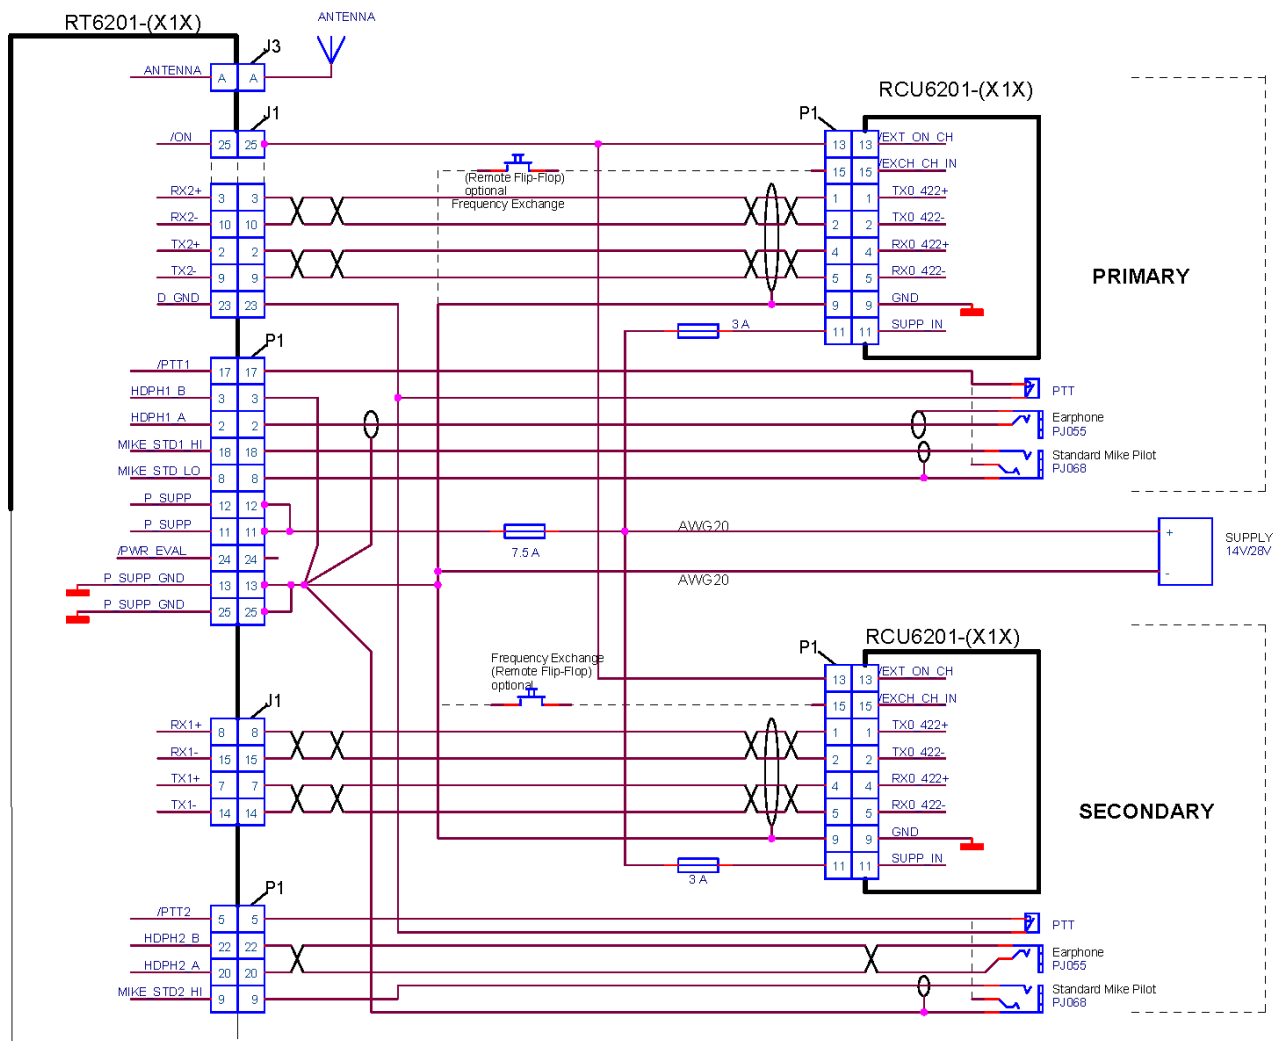 ANTENNA
RT6201-(X1X)
J3
ANTENNA A A
RCU6201-(X1X)
J1
P1
/ON 25 25
13 13 /EXT_ON_CH
15 15 /EXCH_CH_IN
(Remote Flip-Flop)
optional
Frequency Exchange
RX2+ 3 3
1 1 TX0_422+
RX2- 10 10
2 2 TX0_422-
TX2+ 2 2
4 4 RX0_422+
TX2- 9 9
5 5 RX0_422-
PRIMARY
D_GND 23 23
9 9 GND
3 A
11 11 SUPP_IN
P1
/PTT1 17 17
PTT
HDPH1_B 3 3
HDPH1_A 2 2
Earphone
PJ055
MIKE_STD1_HI 18 18
Standard Mike Pilot
PJ068
MIKE_STD_LO 8 8
P_SUPP 12 12
P_SUPP 11 11
7.5 A
AWG20
+
SUPPLY
14V/28V
/PWR_EVAL 24 24
-
P_SUPP_GND 13 13
AWG20
P_SUPP_GND 25 25
RCU6201-(X1X)
P1
Frequency Exchange
(Remote Flip-Flop)
optional
13 13 /EXT_ON_CH
15 15 /EXCH_CH_IN
J1
RX1+ 8 8
1 1 TX0_422+
RX1- 15 15
2 2 TX0_422-
TX1+ 7 7
4 4 RX0_422+
TX1- 14 14
5 5 RX0_422-
SECONDARY
9 9 GND
11 11 SUPP_IN
3 A
P1
/PTT2 5 5
PTT
HDPH2_B 22 22
Earphone
PJ055
HDPH2_A 20 20
MIKE_STD2_HI 9 9
Standard Mike Pilot
PJ068